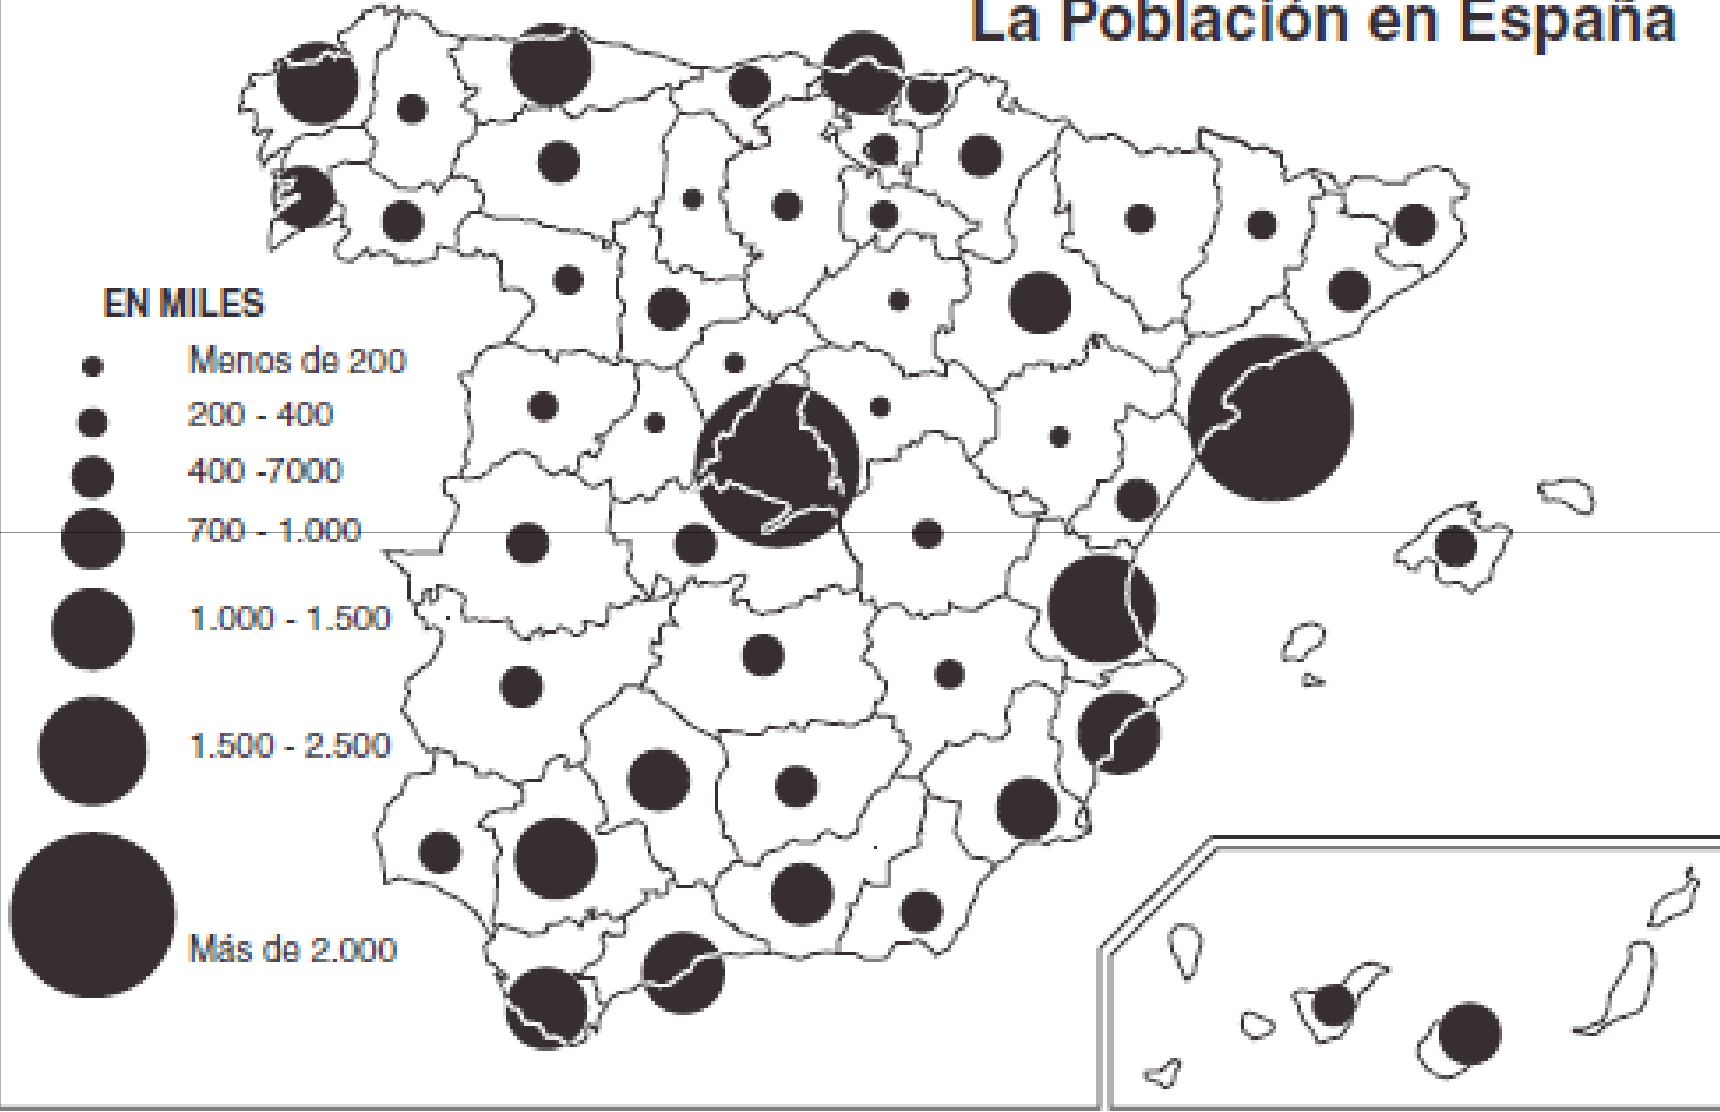 La Población en España
EN MILES
Menos de 200
200 - 400
400 -7000
700 - 1.000
1.000 - 1.500
1.500 - 2.500
Más de 2.000